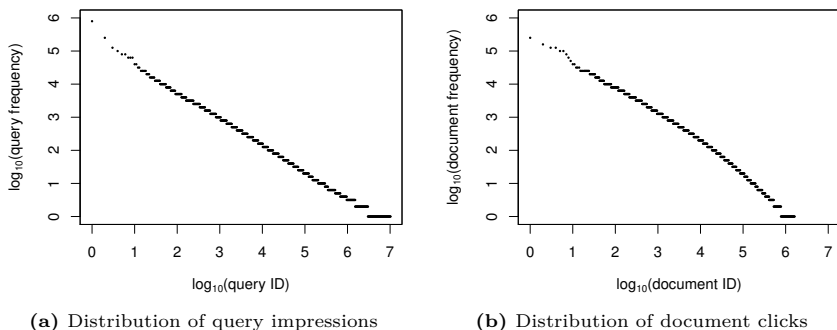 6
5
4
3
2
1
0
log10(query frequency)
0 1 2 3 4 5 6 7
log10(query ID)
(a) Distribution of query impressions
6
5
4
3
2
1
0
log10(document frequency)
0 1 2 3 4 5 6 7
log10(document ID)
(b) Distribution of document clicks